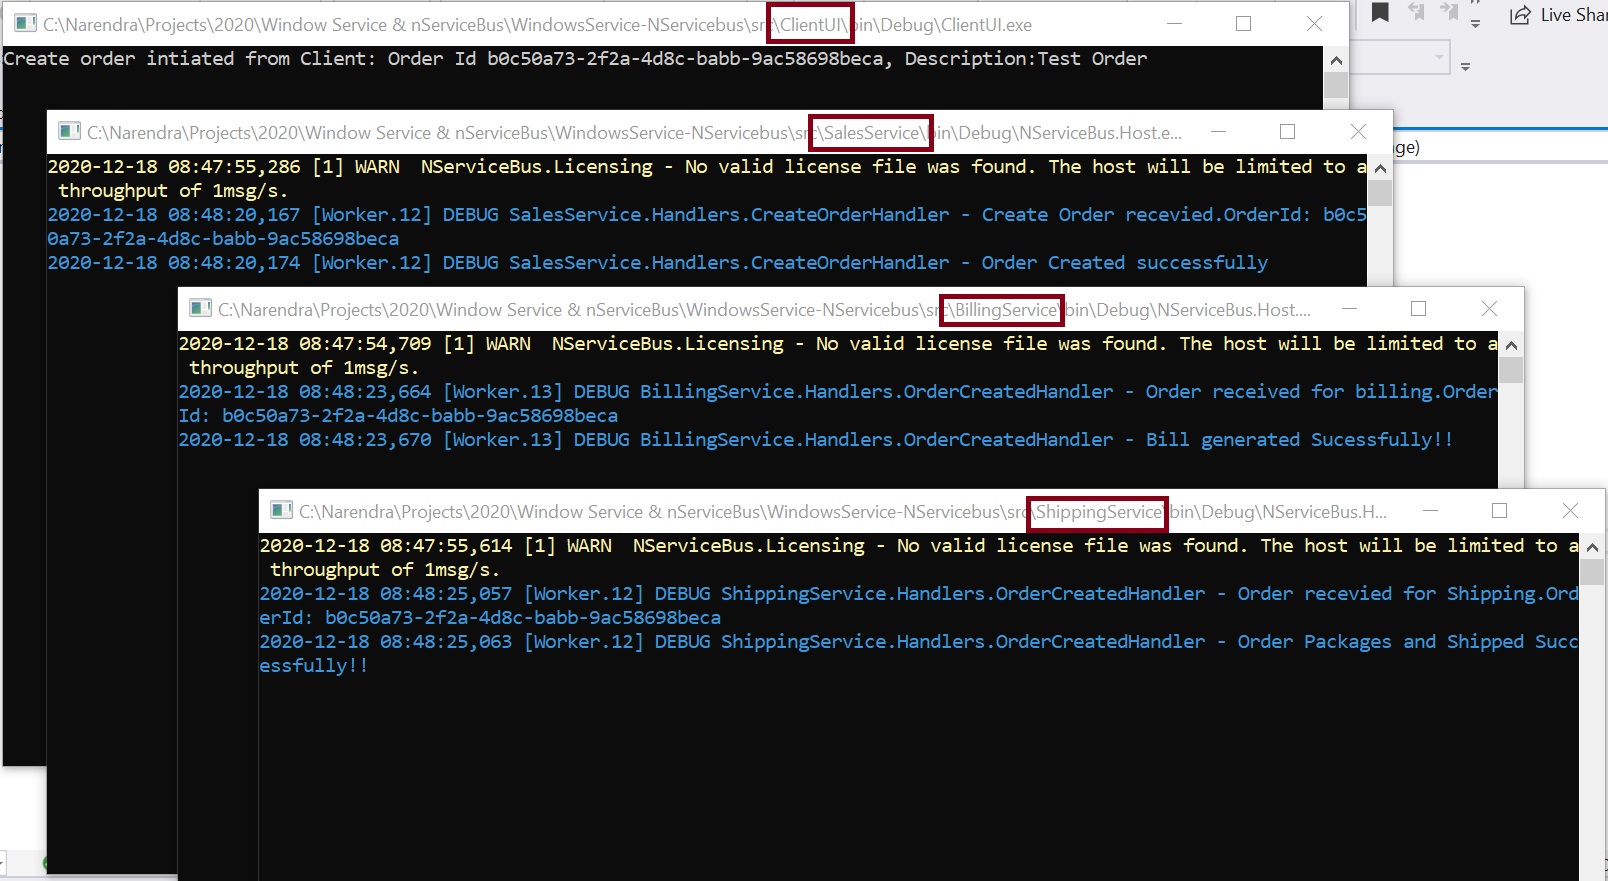 C:\Narendra\Projects\2020\Window Service & nServiceBus\WindowsService-NServicebus\src\ClientUI\bin\Debug\ClientUI.exe
Live Shar
Create order intiated from Client: Order Id b0c50a73-2f2a-4d8c-babb-9ac58698beca, Description:Test Order
C:\Narendra\Projects\2020\Window Service & nServiceBus\WindowsService-NServicebus\src\SalesService\bin\Debug\NServiceBus.Host.e...
ge)
2020-12-18 08:47:55,286 [1] WARN  NServiceBus.Licensing - No valid license file was found. The host will be limited to a
 throughput of 1msg/s.
2020-12-18 08:48:20,167 [Worker.12] DEBUG SalesService.Handlers.CreateOrderHandler - Create Order recevied.OrderId: b0c5
0a73-2f2a-4d8c-babb-9ac58698beca
2020-12-18 08:48:20,174 [Worker.12] DEBUG SalesService.Handlers.CreateOrderHandler - Order Created successfully
C:\Narendra\Projects\2020\Window Service & nServiceBus\WindowsService-NServicebus\src\BillingService\bin\Debug\NServiceBus.Host....
2020-12-18 08:47:54,709 [1] WARN  NServiceBus.Licensing - No valid license file was found. The host will be limited to a
 throughput of 1msg/s.
2020-12-18 08:48:23,664 [Worker.13] DEBUG BillingService.Handlers.OrderCreatedHandler - Order received for billing.Order
Id: b0c50a73-2f2a-4d8c-babb-9ac58698beca
2020-12-18 08:48:23,670 [Worker.13] DEBUG BillingService.Handlers.OrderCreatedHandler - Bill generated Sucessfully!!
C:\Narendra\Projects\2020\Window Service & nServiceBus\WindowsService-NServicebus\src\ShippingService\bin\Debug\NServiceBus.H...
2020-12-18 08:47:55,614 [1] WARN  NServiceBus.Licensing - No valid license file was found. The host will be limited to a
 throughput of 1msg/s.
2020-12-18 08:48:25,057 [Worker.12] DEBUG ShippingService.Handlers.OrderCreatedHandler - Order recevied for Shipping.Ord
erId: b0c50a73-2f2a-4d8c-babb-9ac58698beca
2020-12-18 08:48:25,063 [Worker.12] DEBUG ShippingService.Handlers.OrderCreatedHandler - Order Packages and Shipped Succ
essfully!!